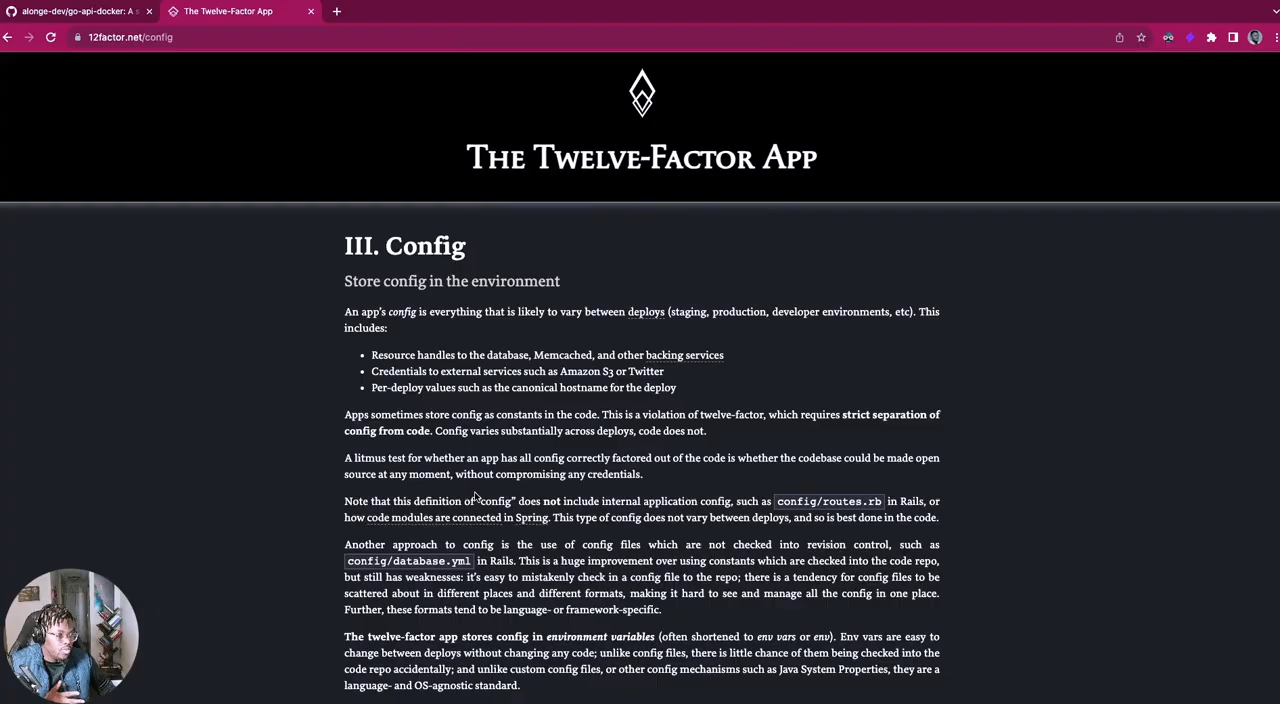 alonge-dev/go-api-docker: A s
The Twelve-Factor App
12factor.net/config
THE TWELVE-FACTOR APP
III. Config
Store config in the environment
An app's config is everything that is likely to vary between deploys (staging, production, developer environments, etc). This
includes:
• Resource handles to the database, Memcached, and other backing services
• Credentials to external services such as Amazon S3 or Twitter
• Per-deploy values such as the canonical hostname for the deploy
Apps sometimes store config as constants in the code. This is a violation of twelve-factor, which requires strict separation of
config from code. Config varies substantially across deploys, code does not.
A litmus test for whether an app has all config correctly factored out of the code is whether the codebase could be made open
source at any moment, without compromising any credentials.
Note that this definition of “config” does not include internal application config, such as config/routes.rb in Rails, or
how code modules are connected in Spring. This type of config does not vary between deploys, and so is best done in the code.
Another approach to config is the use of config files which are not checked into revision control, such as
config/database.yml in Rails. This is a huge improvement over using constants which are checked into the code repo,
but still has weaknesses: it's easy to mistakenly check in a config file to the repo; there is a tendency for config files to be
scattered about in different places and different formats, making it hard to see and manage all the config in one place.
Further, these formats tend to be language- or framework-specific.
The twelve-factor app stores config in environment variables (often shortened to env vars or env). Env vars are easy to
change between deploys without changing any code; unlike config files, there is little chance of them being checked into the
code repo accidentally; and unlike custom config files, or other config mechanisms such as Java System Properties, they are a
language- and OS-agnostic standard.